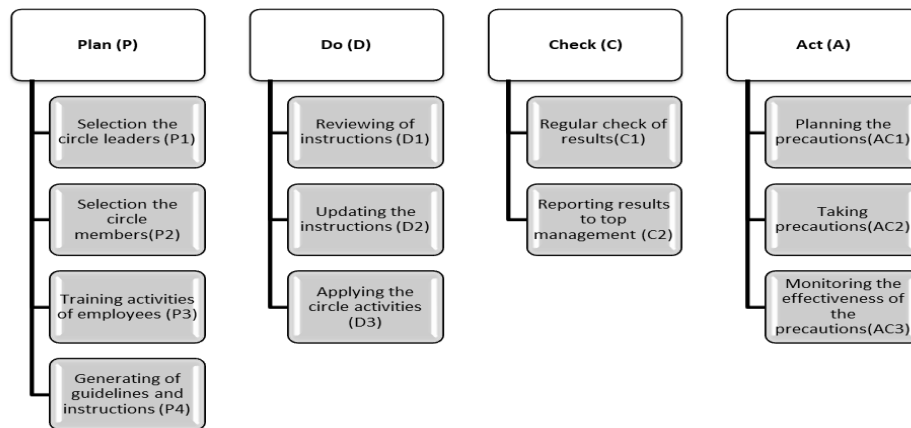 Plan (P)
Selection the
circle leaders (P1)
Selection the
circle
members(P2)
Training activities
of employees (P3)
Generating of
guidelines and
instructions (P4)
Do (D)
Reviewing of
instructions (D1)
Updating the
instructions (D2)
Applying the
circle activities
(D3)
Check (C)
Regular check of
results(C1)
Reporting results
to top
management (C2)
Act (A)
Planning the
precautions(AC1)
Taking
precautions(AC2)
Monitoring the
effectiveness of
the
precautions(AC3)